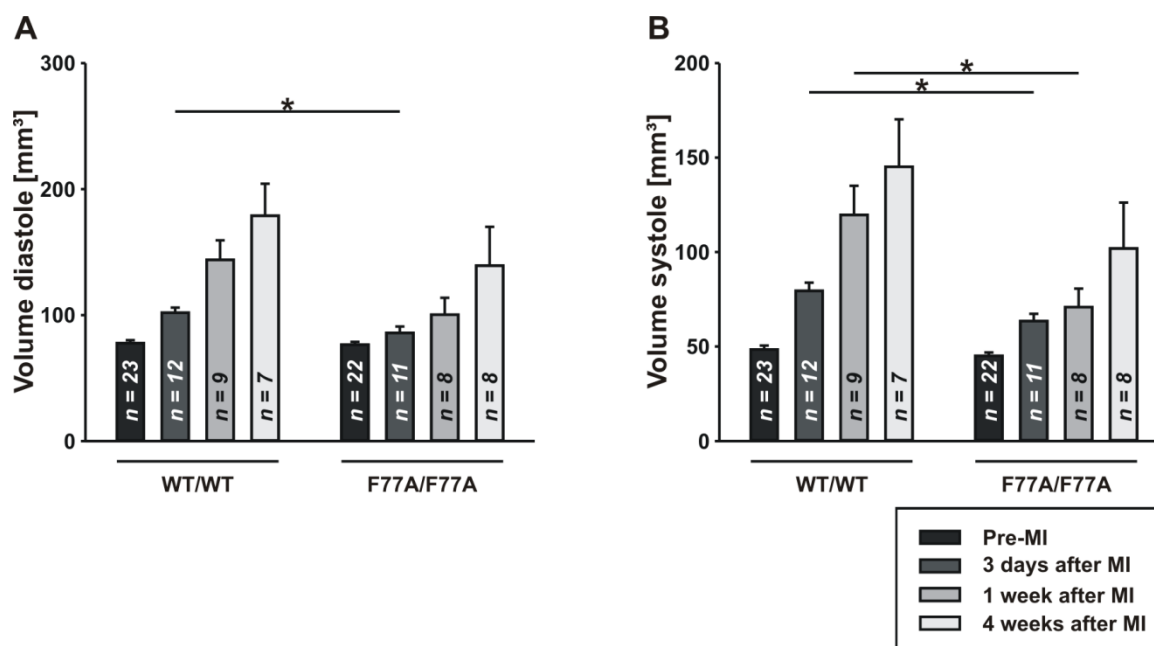 A
Volume diastole [mm³]
300
200
100
0
*
n = 23
n = 12
n = 9
n = 7
n = 22
n = 11
n = 8
n = 8
WT/WT
F77A/F77A
B
Volume systole [mm³]
200
150
100
50
0
*
*
n = 23
n = 12
n = 9
n = 7
n = 22
n = 11
n = 8
n = 8
WT/WT
F77A/F77A
Pre-MI
3 days after MI
1 week after MI
4 weeks after MI